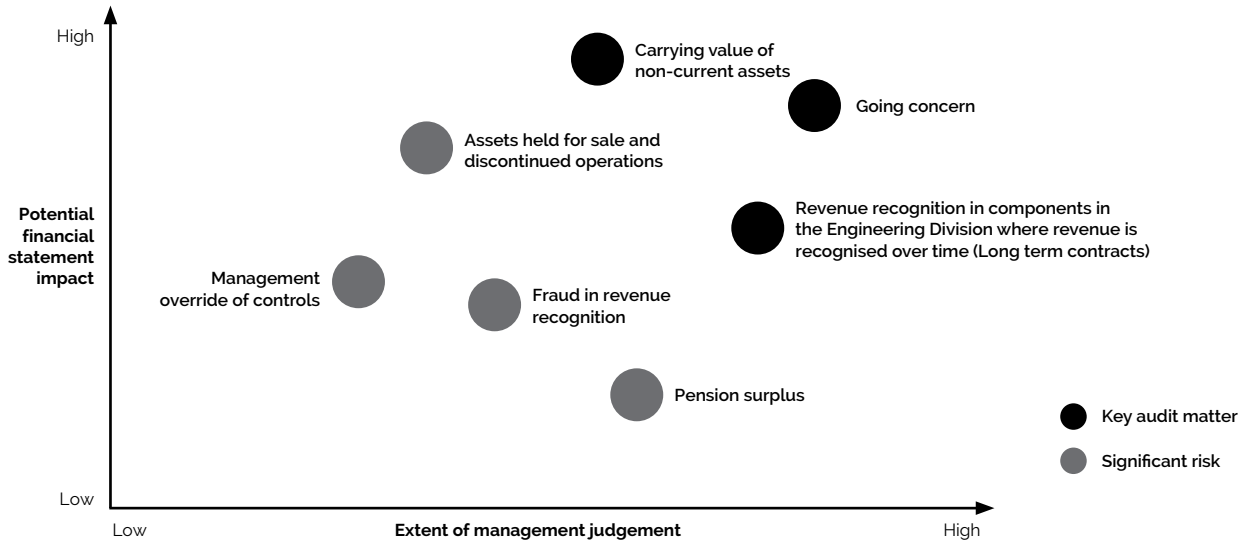 High
Carrying value of
non-current assets
Going concern
Assets held for sale and
discontinued operations
Potential
financial
statement
impact
Revenue recognition in components in
the Engineering Division where revenue is
recognised over time (Long term contracts)
Management
override of controls
Fraud in revenue
recognition
Pension surplus
Key audit matter
Significant risk
Low
Low
Extent of management judgement
High